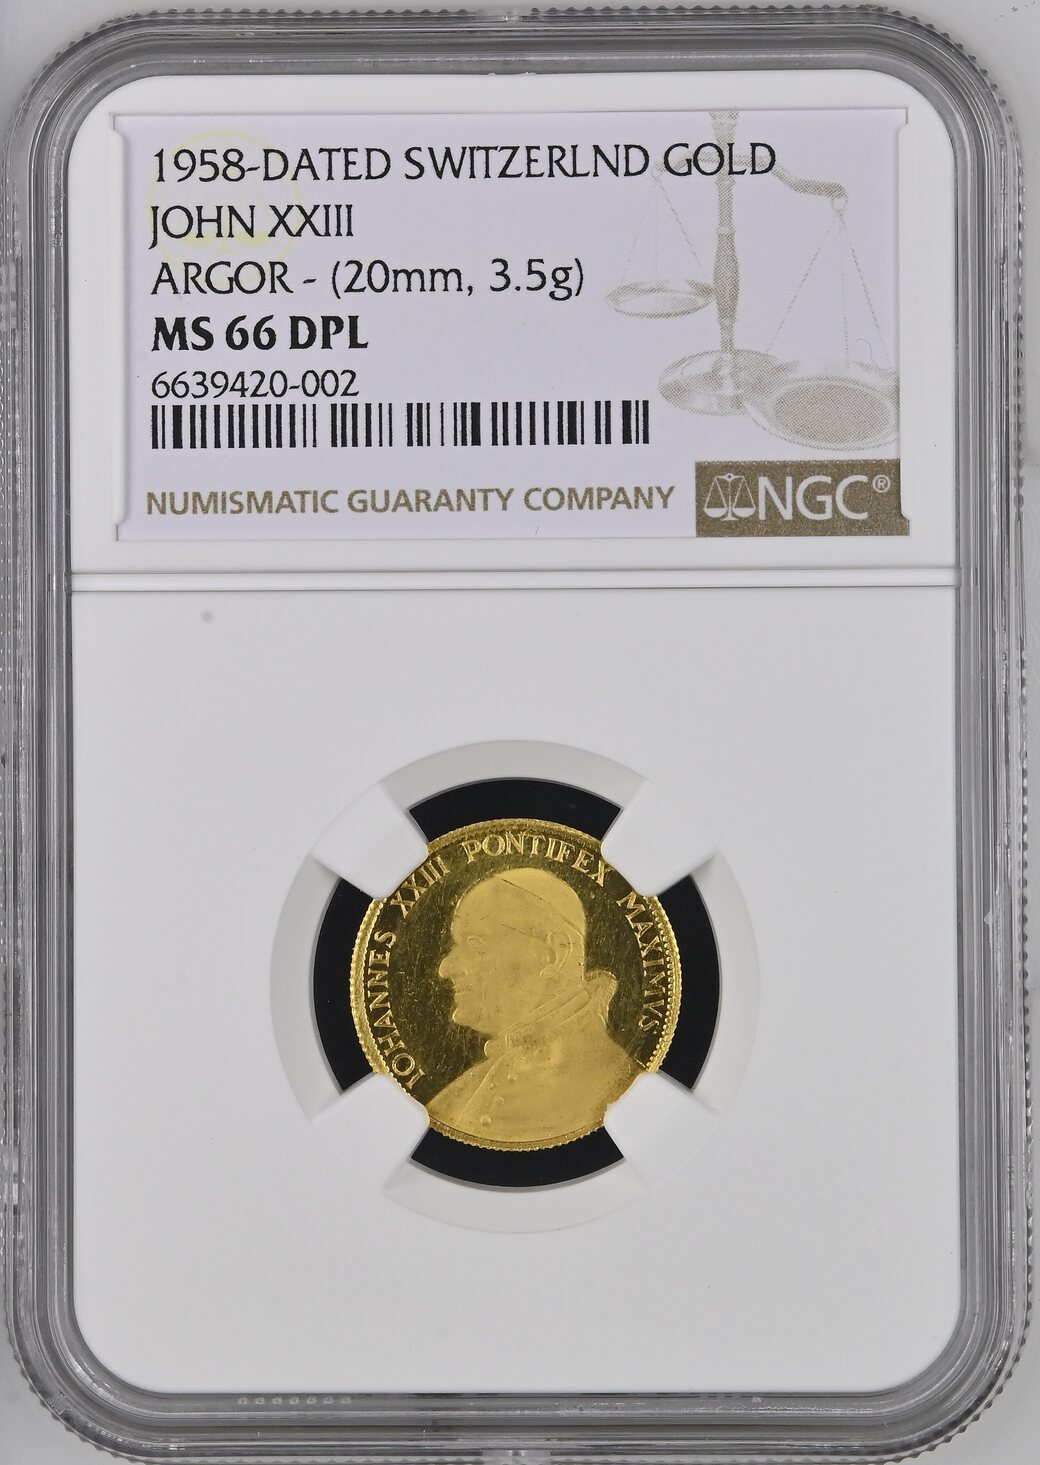 1958-DATED SWITZERLND GOLD
JOHN XXIII
ARGOR - (20mm, 3.5g)
MS 66 DPL
6639420-002
NUMISMATIC GUARANTY COMPANY
NGC®
IOHANNES XXIII PONTIFEX MAXIMVS